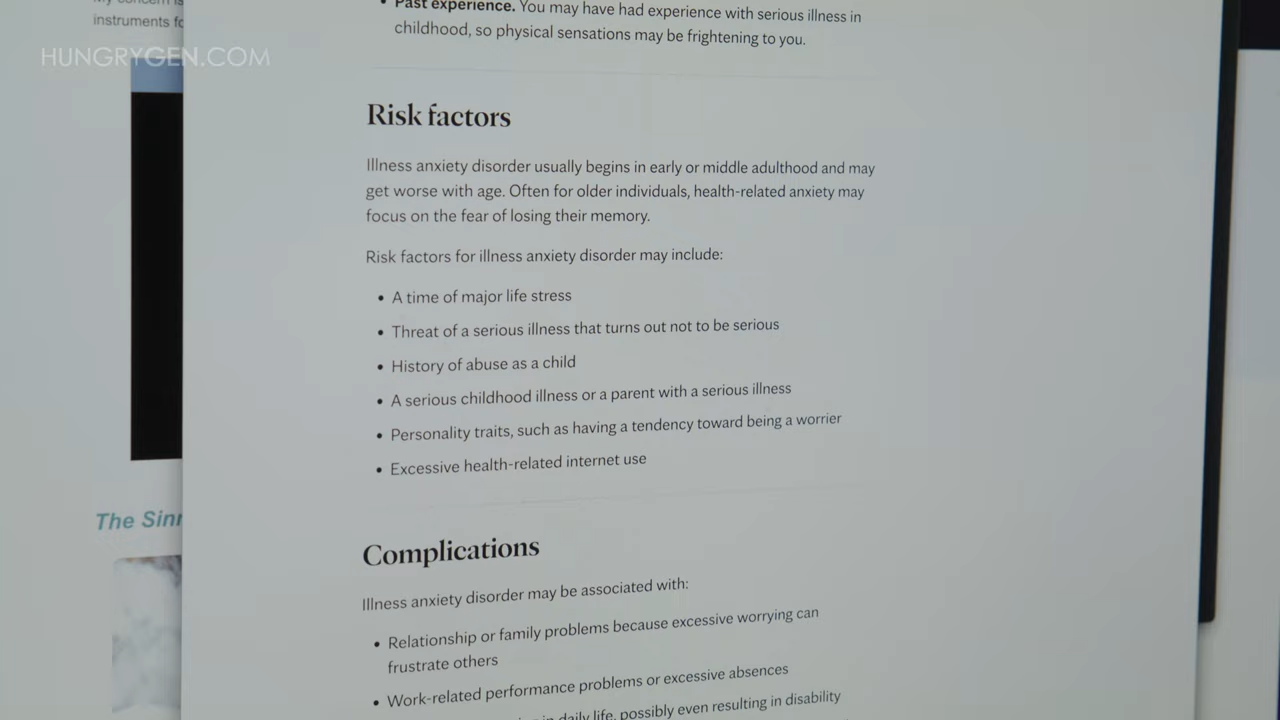 instruments fo
HUNGRYGEN.COM
• Past experience. You may have had experience with serious illness in
childhood, so physical sensations may be frightening to you.
Risk factors
Illness anxiety disorder usually begins in early or middle adulthood and may
get worse with age. Often for older individuals, health-related anxiety may
focus on the fear of losing their memory.
Risk factors for illness anxiety disorder may include:
• A time of major life stress
• Threat of a serious illness that turns out not to be serious
• History of abuse as a child
• A serious childhood illness or a parent with a serious illness
• Personality traits, such as having a tendency toward being a worrier
• Excessive health-related internet use
The Sinn
Complications
Illness anxiety disorder may be associated with:
• Relationship or family problems because excessive worrying can
frustrate others
• Work-related performance problems or excessive absences
in daily life, possibly even resulting in disability